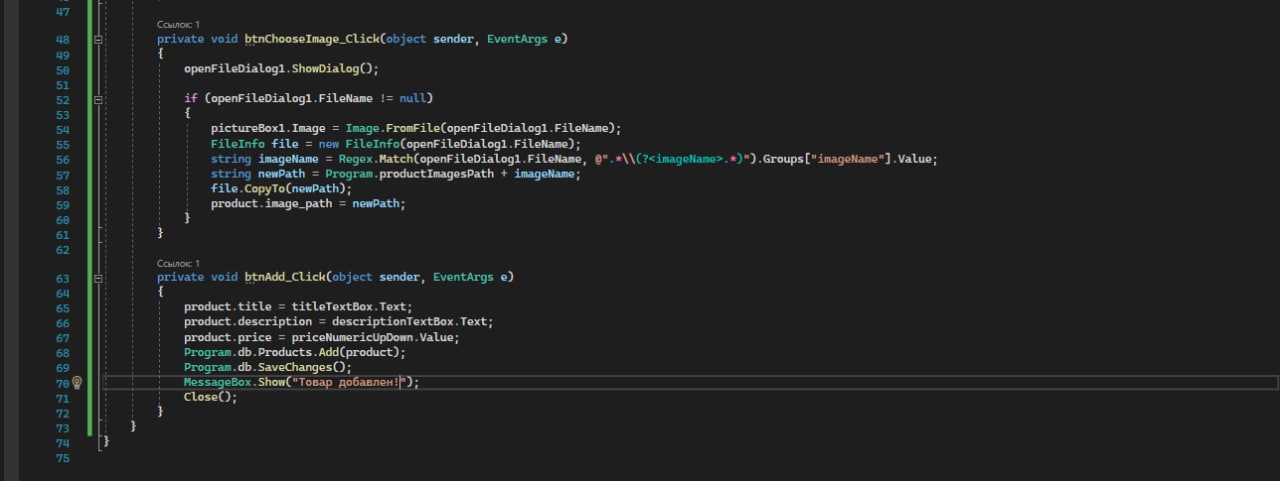 47
Ссылок: 1
48 private void btnChooseImage_Click(object sender, EventArgs e)
49 {
50 openFileDialog1.ShowDialog();
51
52 if (openFileDialog1.FileName != null)
53 {
54 pictureBox1.Image = Image.FromFile(openFileDialog1.FileName);
55 FileInfo file = new FileInfo(openFileDialog1.FileName);
56 string imageName = Regex.Match(openFileDialog1.FileName, @".*\\(?<imageName>.*)").Groups["imageName"].Value;
57 string newPath = Program.productImagesPath + imageName;
58 file.CopyTo(newPath);
59 product.image_path = newPath;
60 }
61 }
62
Ссылок: 1
63 private void btnAdd_Click(object sender, EventArgs e)
64 {
65 product.title = titleTextBox.Text;
66 product.description = descriptionTextBox.Text;
67 product.price = priceNumericUpDown.Value;
68 Program.db.Products.Add(product);
69 Program.db.SaveChanges();
70 MessageBox.Show("Товар добавлен!");
71 Close();
72 }
73 }
74 }
75